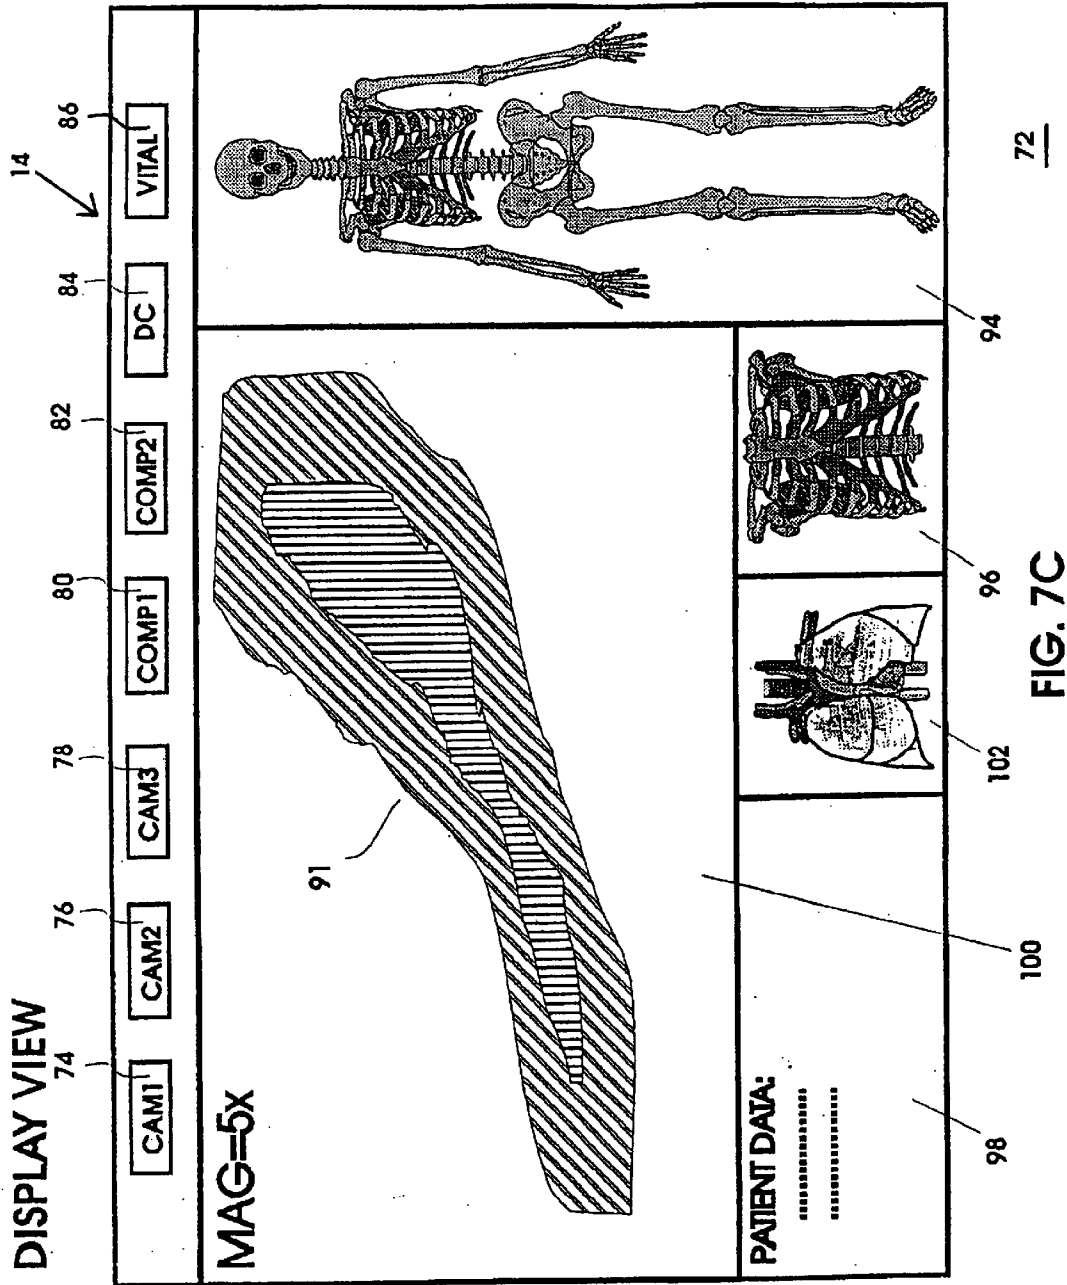 DISPLAY VIEW
14
74 76 78 80 82 84 86
CAM1 CAM2 CAM3 COMP1 COMP2 DC VITAL
MAG=5x
91
PATIENT DATA:
98 100 102 96 94
72
FIG. 7C